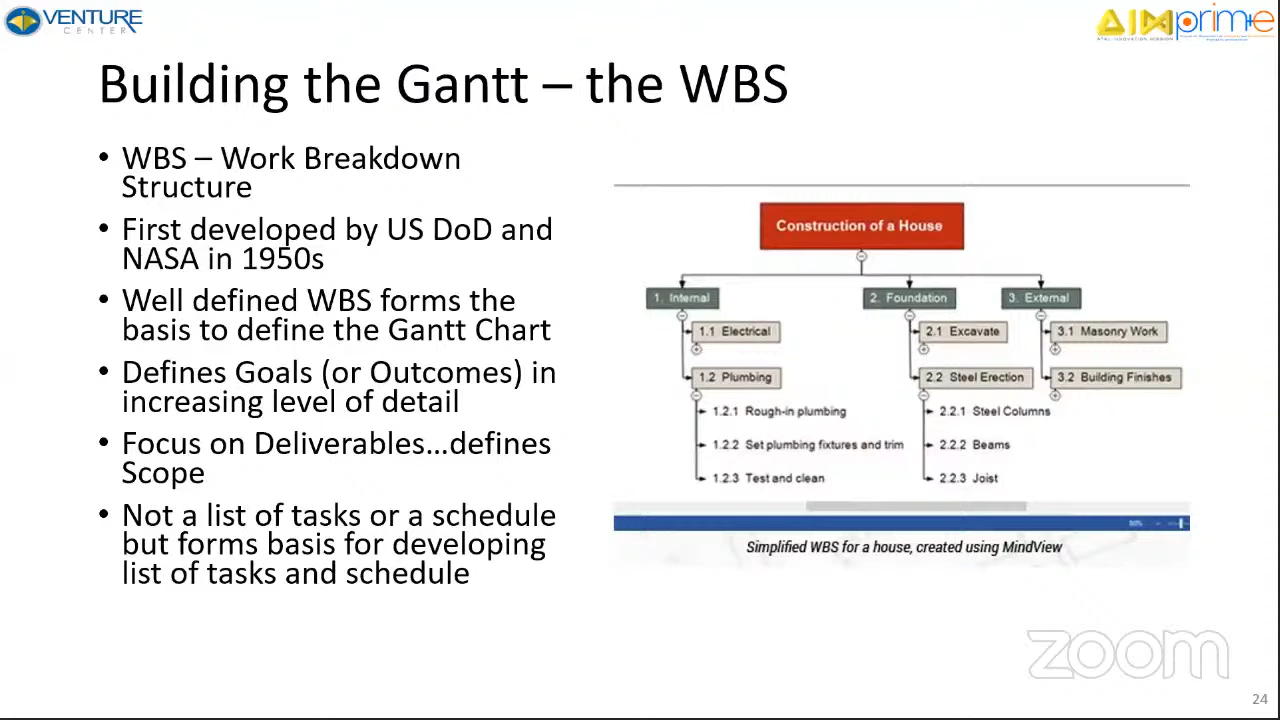 VENTURE
CENTER
AIM
prime
ATAL INNOVATION MISSION
Building the Gantt – the WBS
• WBS – Work Breakdown
Structure
• First developed by US DoD and
NASA in 1950s
• Well defined WBS forms the
basis to define the Gantt Chart
• Defines Goals (or Outcomes) in
increasing level of detail
• Focus on Deliverables...defines
Scope
• Not a list of tasks or a schedule
but forms basis for developing
list of tasks and schedule
Construction of a House
1. Internal
1.1 Electrical
1.2 Plumbing
1.2.1 Rough-in plumbing
1.2.2 Set plumbing fixtures and trim
1.2.3 Test and clean
2. Foundation
2.1 Excavate
2.2 Steel Erection
2.2.1 Steel Columns
2.2.2 Beams
2.2.3 Joist
3. External
3.1 Masonry Work
3.2 Building Finishes
Simplified WBS for a house, created using MindView
zoom
24